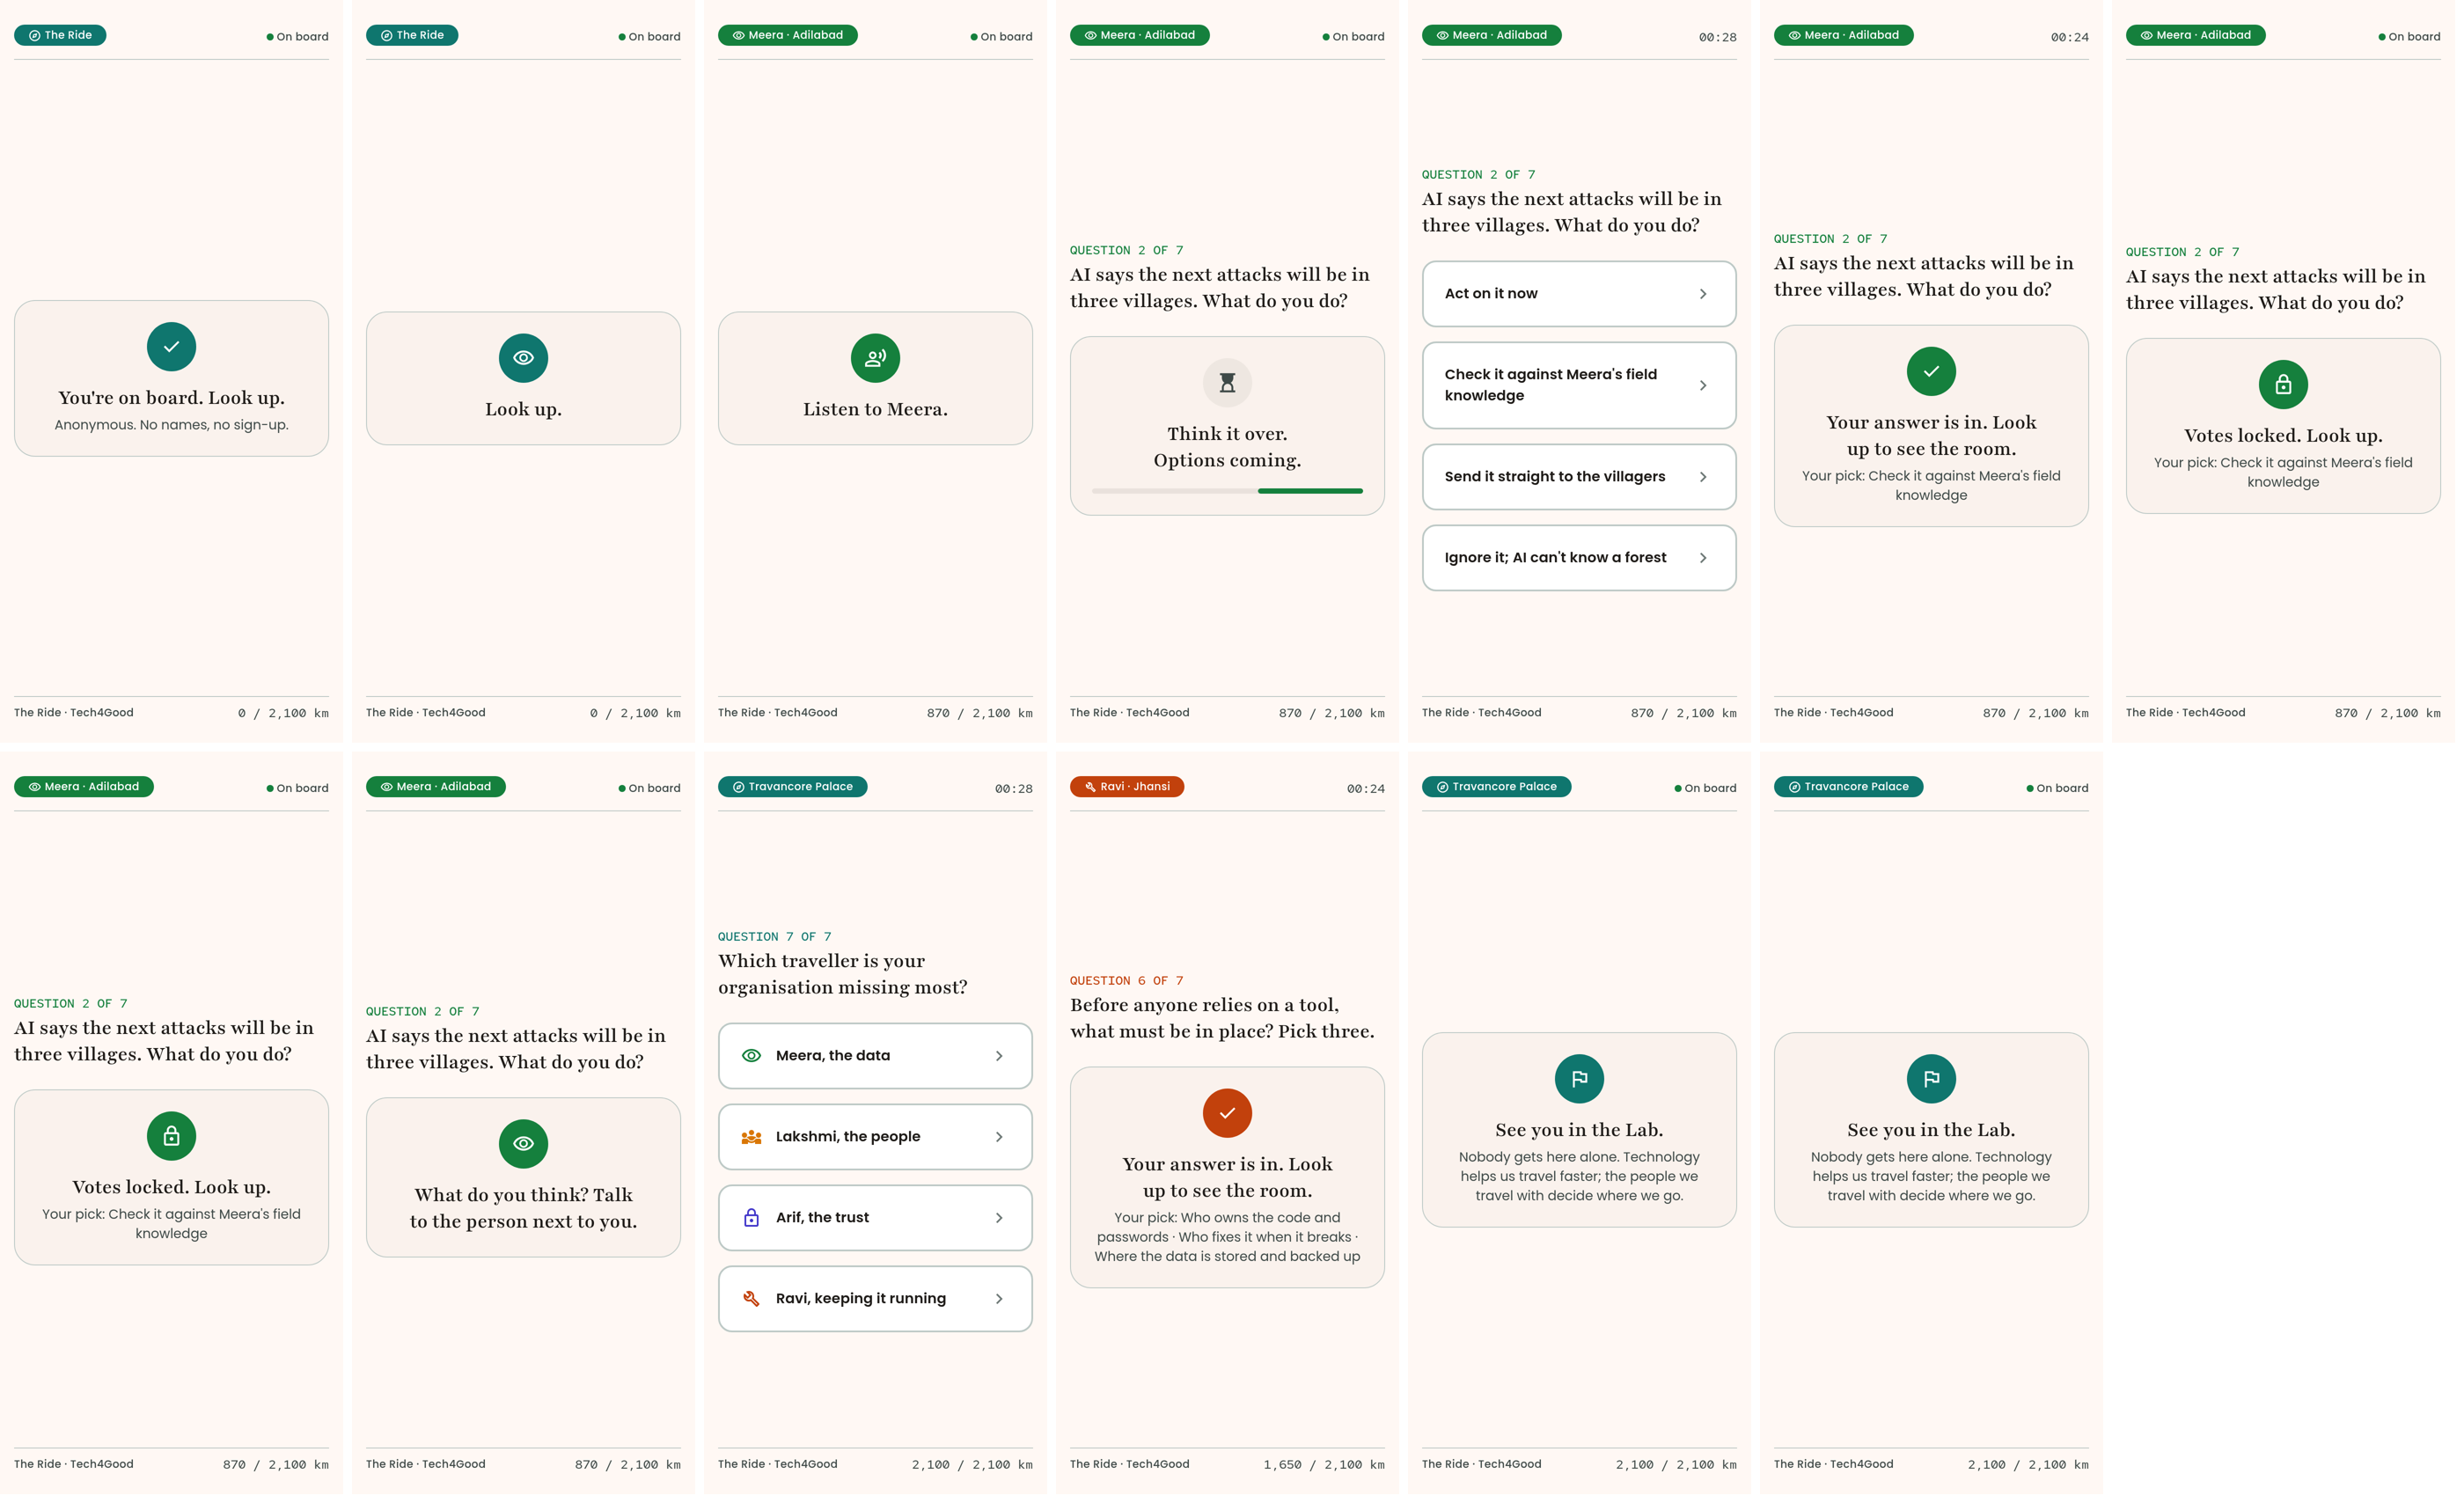 The Ride
On board
You're on board. Look up.
Anonymous. No names, no sign-up.
The Ride · Tech4Good
0 / 2,100 km
The Ride
On board
Look up.
The Ride · Tech4Good
0 / 2,100 km
Meera · Adilabad
On board
Listen to Meera.
The Ride · Tech4Good
870 / 2,100 km
Meera · Adilabad
On board
QUESTION 2 OF 7
AI says the next attacks will be in
three villages. What do you do?
Think it over.
Options coming.
The Ride · Tech4Good
870 / 2,100 km
Meera · Adilabad
00:28
QUESTION 2 OF 7
AI says the next attacks will be in
three villages. What do you do?
Act on it now
Check it against Meera's field
knowledge
Send it straight to the villagers
Ignore it; AI can't know a forest
The Ride · Tech4Good
870 / 2,100 km
Meera · Adilabad
00:24
QUESTION 2 OF 7
AI says the next attacks will be in
three villages. What do you do?
Your answer is in. Look
up to see the room.
Your pick: Check it against Meera's field
knowledge
The Ride · Tech4Good
870 / 2,100 km
Meera · Adilabad
On board
QUESTION 2 OF 7
AI says the next attacks will be in
three villages. What do you do?
Votes locked. Look up.
Your pick: Check it against Meera's field
knowledge
The Ride · Tech4Good
870 / 2,100 km
Meera · Adilabad
On board
QUESTION 2 OF 7
AI says the next attacks will be in
three villages. What do you do?
Votes locked. Look up.
Your pick: Check it against Meera's field
knowledge
The Ride · Tech4Good
870 / 2,100 km
Meera · Adilabad
On board
QUESTION 2 OF 7
AI says the next attacks will be in
three villages. What do you do?
What do you think? Talk
to the person next to you.
The Ride · Tech4Good
870 / 2,100 km
Travancore Palace
00:28
QUESTION 7 OF 7
Which traveller is your
organisation missing most?
Meera, the data
Lakshmi, the people
Arif, the trust
Ravi, keeping it running
The Ride · Tech4Good
2,100 / 2,100 km
Ravi · Jhansi
00:24
QUESTION 6 OF 7
Before anyone relies on a tool,
what must be in place? Pick three.
Your answer is in. Look
up to see the room.
Your pick: Who owns the code and
passwords · Who fixes it when it breaks ·
Where the data is stored and backed up
The Ride · Tech4Good
1,650 / 2,100 km
Travancore Palace
On board
See you in the Lab.
Nobody gets here alone. Technology
helps us travel faster; the people we
travel with decide where we go.
The Ride · Tech4Good
2,100 / 2,100 km
Travancore Palace
On board
See you in the Lab.
Nobody gets here alone. Technology
helps us travel faster; the people we
travel with decide where we go.
The Ride · Tech4Good
2,100 / 2,100 km